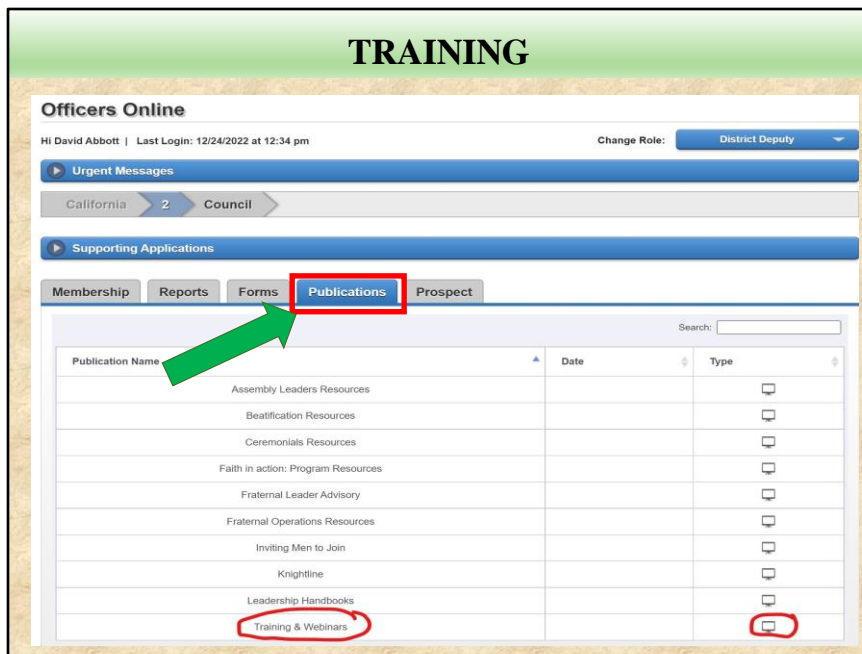 TRAINING
Officers Online
Hi David Abbott | Last Login: 12/24/2022 at 12:34 pm Change Role: District Deputy
Urgent Messages
California 2 Council
Supporting Applications
Membership Reports Forms Publications Prospect
Search:
Publication Name Date Type
Assembly Leaders Resources
Beatification Resources
Ceremonials Resources
Faith in action: Program Resources
Fraternal Leader Advisory
Fraternal Operations Resources
Inviting Men to Join
Knightline
Leadership Handbooks
Training & Webinars